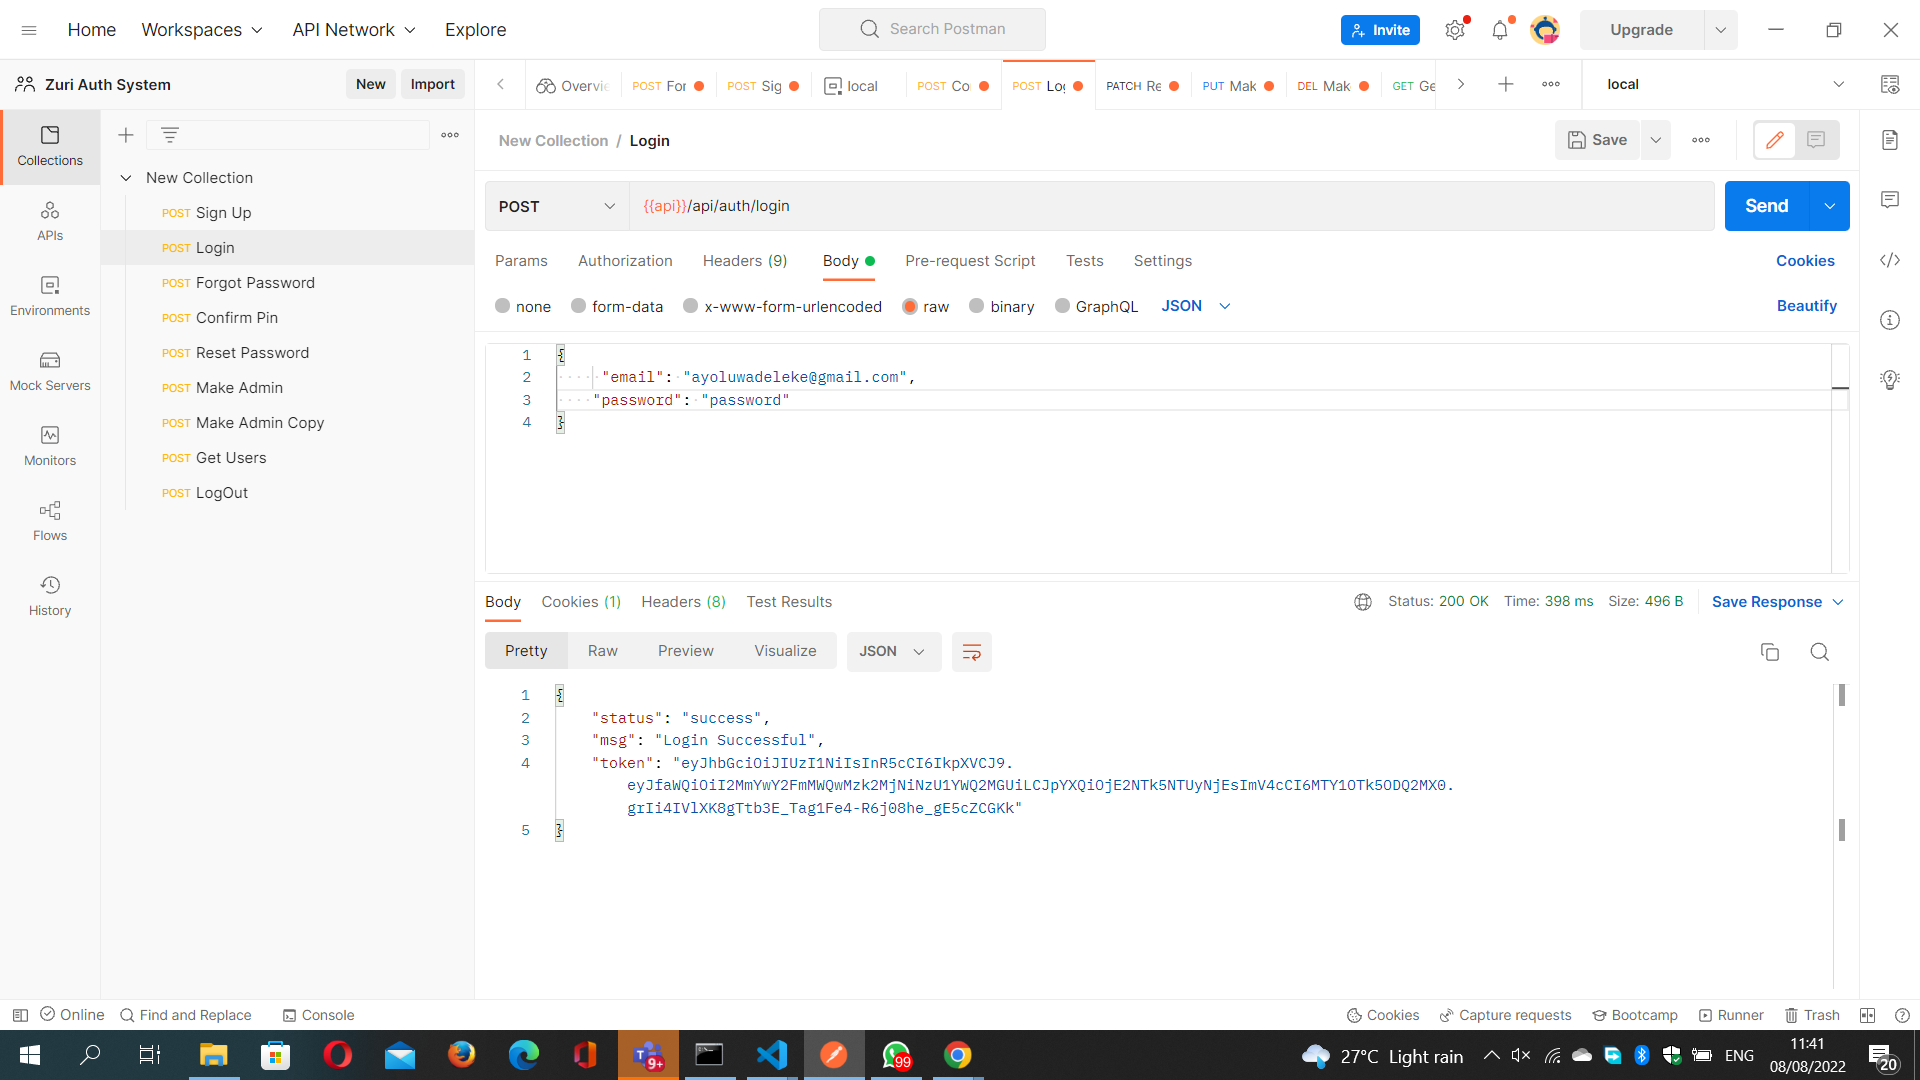 Home Workspaces API Network Explore Search Postman Invite Upgrade
Zuri Auth System New Import Overvie POST For POST Sig local POST Co POST Log PATCH Re PUT Mak DEL Mak GET Ge local
Collections
APIs
Environments
Mock Servers
Monitors
Flows
History
New Collection
POST Sign Up
POST Login
POST Forgot Password
POST Confirm Pin
POST Reset Password
POST Make Admin
POST Make Admin Copy
POST Get Users
POST LogOut
New Collection / Login Save
POST {{api}}/api/auth/login Send
Params Authorization Headers (9) Body Pre-request Script Tests Settings Cookies
none form-data x-www-form-urlencoded raw binary GraphQL JSON Beautify
1 {
2 "email": "ayoluwadeleke@gmail.com",
3 "password": "password"
4 }
Body Cookies (1) Headers (8) Test Results Status: 200 OK Time: 398 ms Size: 496 B Save Response
Pretty Raw Preview Visualize JSON
1 {
2 "status": "success",
3 "msg": "Login Successful",
4 "token": "eyJhbGciOiJIUzI1NiIsInR5cCI6IkpXVCJ9.
eyJfaWQiOiI2MmYwY2FmMWQwMzk2MjNiNzU1YWQ2MGUiLCJpYXQiOjE2NTk5NTUyNjEsImV4cCI6MTY1OTk5ODQ2MX0.
grIi4IVlXK8gTtb3E_Tag1Fe4-R6j08he_gE5cZCGKk"
5 }
Online Find and Replace Console Cookies Capture requests Bootcamp Runner Trash
9+ 99 27°C Light rain ENG 11:41
08/08/2022 20